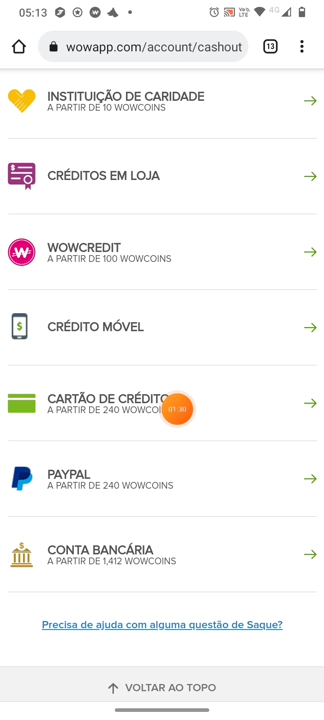 05:13
4G
wowapp.com/account/cashout
13
INSTITUIÇÃO DE CARIDADE
A PARTIR DE 10 WOWCOINS
CRÉDITOS EM LOJA
WOWCREDIT
A PARTIR DE 100 WOWCOINS
CRÉDITO MÓVEL
CARTÃO DE CRÉDITO
A PARTIR DE 240
01:30
PAYPAL
A PARTIR DE 240 WOWCOINS
CONTA BANCÁRIA
A PARTIR DE 1,412 WOWCOINS
Precisa de ajuda com alguma questão de Saque?
VOLTAR AO TOPO